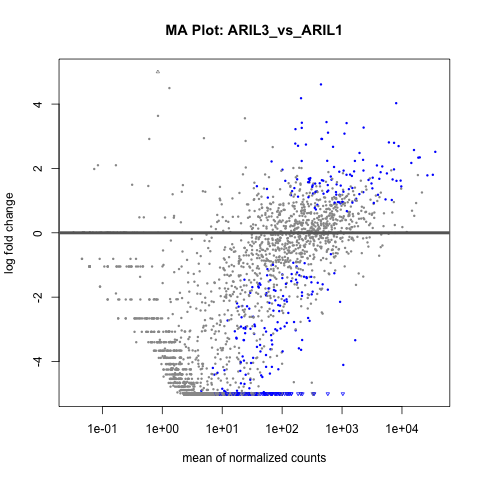 MA Plot: ARIL3_vs_ARIL1
log fold change
4
2
0
-2
-4
1e-01 1e+00 1e+01 1e+02 1e+03 1e+04
mean of normalized counts